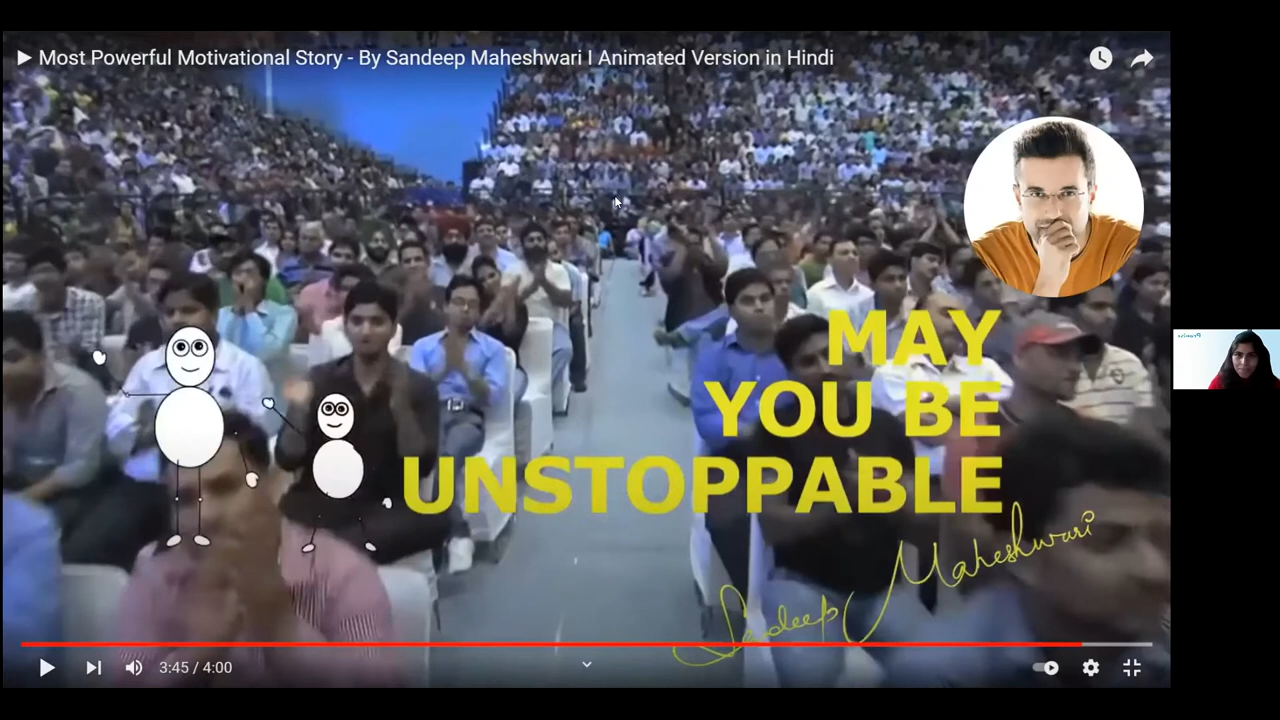 ▶ Most Powerful Motivational Story - By Sandeep Maheshwari I Animated Version in Hindi
MAY
YOU BE
UNSTOPPABLE
Sandeep Maheshwari
3:45 / 4:00